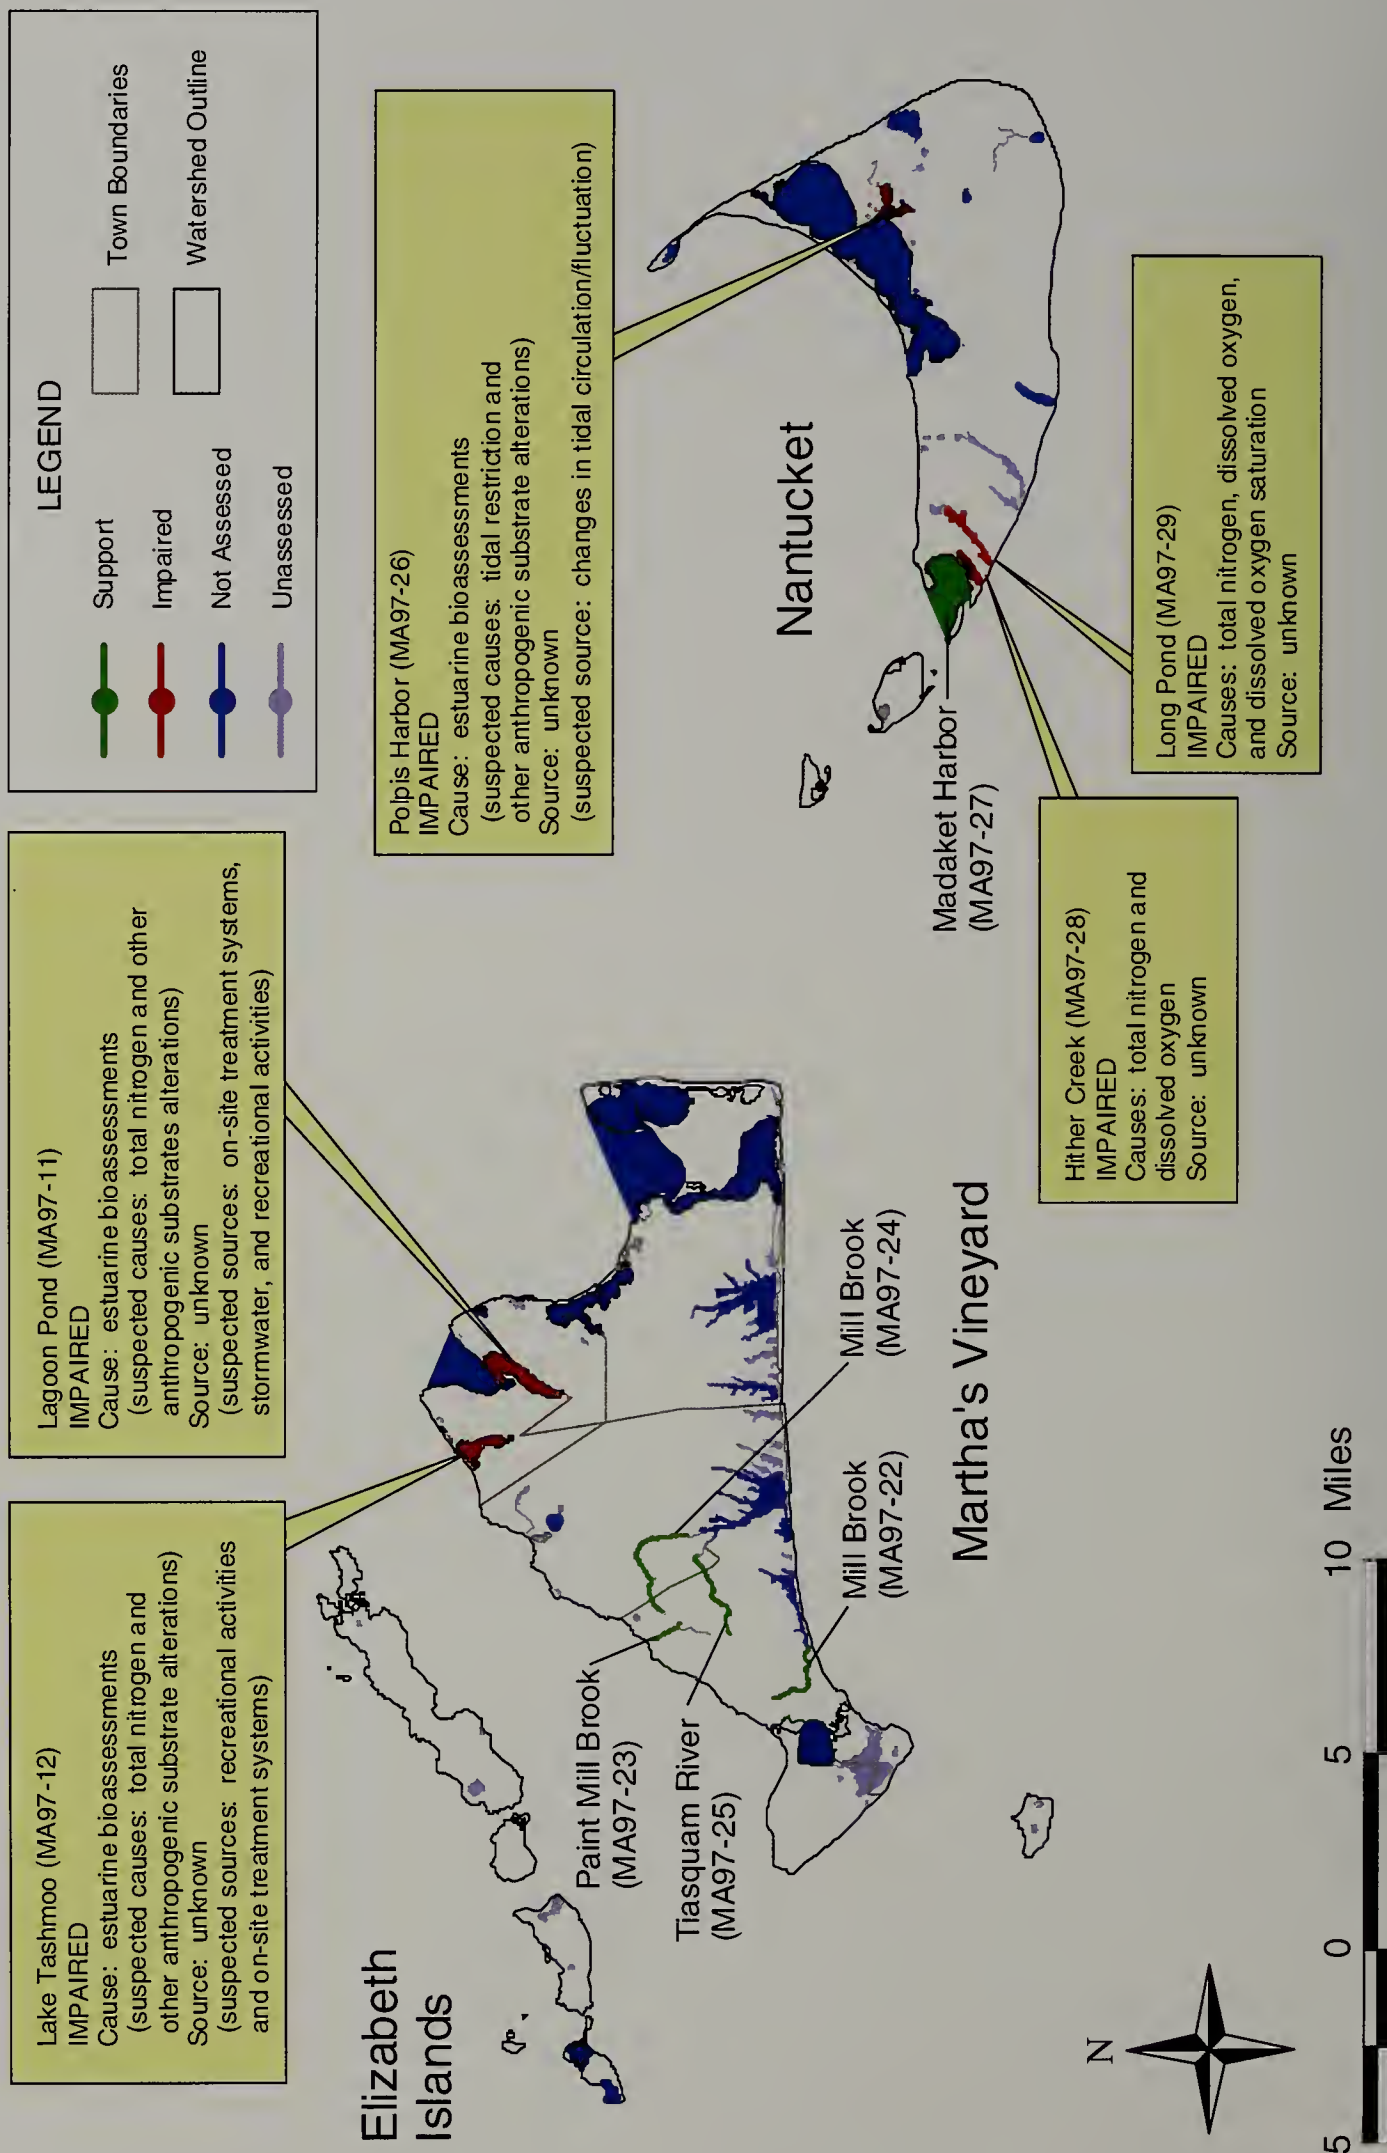 Lake Tashmoo (MA97-12)
IMPAIRED
Cause: estuarine bioassessments
(suspected causes: total nitrogen and
other anthropogenic substrate alterations)
Source: unknown
(suspected sources: recreational activities
and on-site treatment systems)
Lagoon Pond (MA97-11)
IMPAIRED
Cause: estuarine bioassessments
(suspected causes: total nitrogen and other
anthropogenic substrates alterations)
Source: unknown
(suspected sources: on-site treatment systems,
stormwater, and recreational activities)
LEGEND
Support
Impaired
Not Assessed
Unassessed
Town Boundaries
Watershed Outline
Polpis Harbor (MA97-26)
IMPAIRED
Cause: estuarine bioassessments
(suspected causes: tidal restriction and
other anthropogenic substrate alterations)
Source: unknown
(suspected source: changes in tidal circulation/fluctuation)
Elizabeth
Islands
Paint Mill Brook
(MA97-23)
Tiasquam River
(MA97-25)
Mill Brook
(MA97-22)
Mill Brook
(MA97-24)
Martha's Vineyard
Nantucket
Madaket Harbor
(MA97-27)
Hither Creek (MA97-28)
IMPAIRED
Causes: total nitrogen and
dissolved oxygen
Source: unknown
Long Pond (MA97-29)
IMPAIRED
Causes: total nitrogen, dissolved oxygen,
and dissolved oxygen saturation
Source: unknown
N
5 0 5 10 Miles